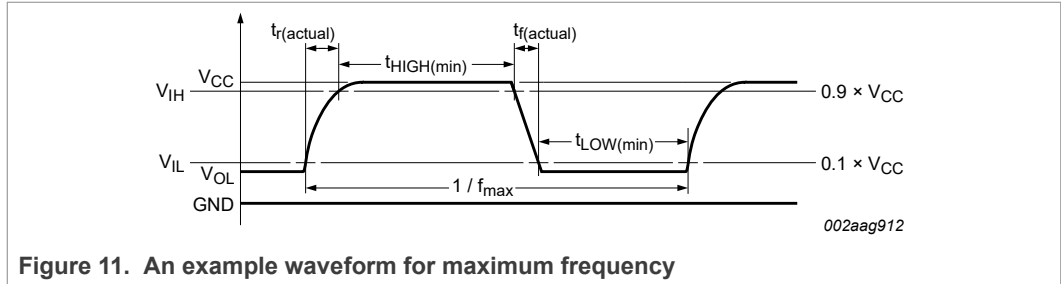 tr(actual)
tf(actual)
tHIGH(min)
VCC
VIH
0.9 × VCC
tLOW(min)
VIL
0.1 × VCC
VOL
1 / fmax
GND
002aag912
Figure 11. An example waveform for maximum frequency